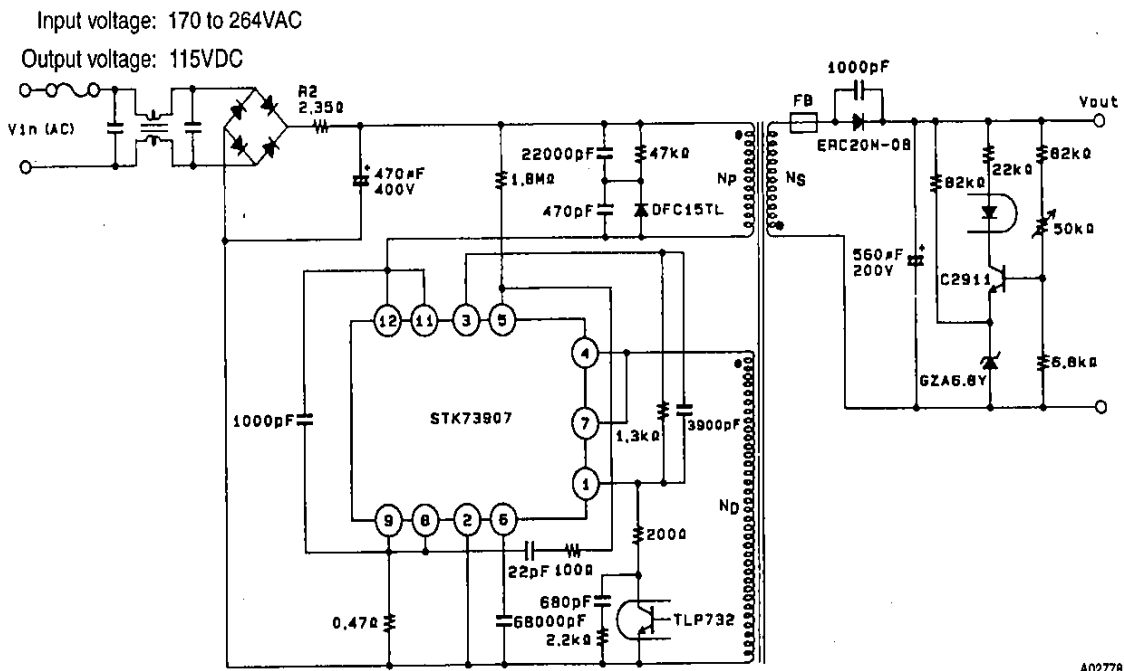 Input voltage: 170 to 264VAC
Output voltage: 115VDC
Vin (AC)
R2
2,35Ω
470µF
400V
1,8MΩ
22000pF
47kΩ
470pF
DFC15TL
NP
NS
FB
1000pF
ERC20M-08
Vout
82kΩ
22kΩ
82kΩ
50kΩ
560µF
200V
C2911
GZA6.8Y
6,8kΩ
12
11
3
5
4
STK73907
7
1
9
8
2
6
1000pF
1,3kΩ
3900pF
ND
200Ω
22pF
100Ω
0,47Ω
68000pF
680pF
2,2kΩ
TLP732
A02778